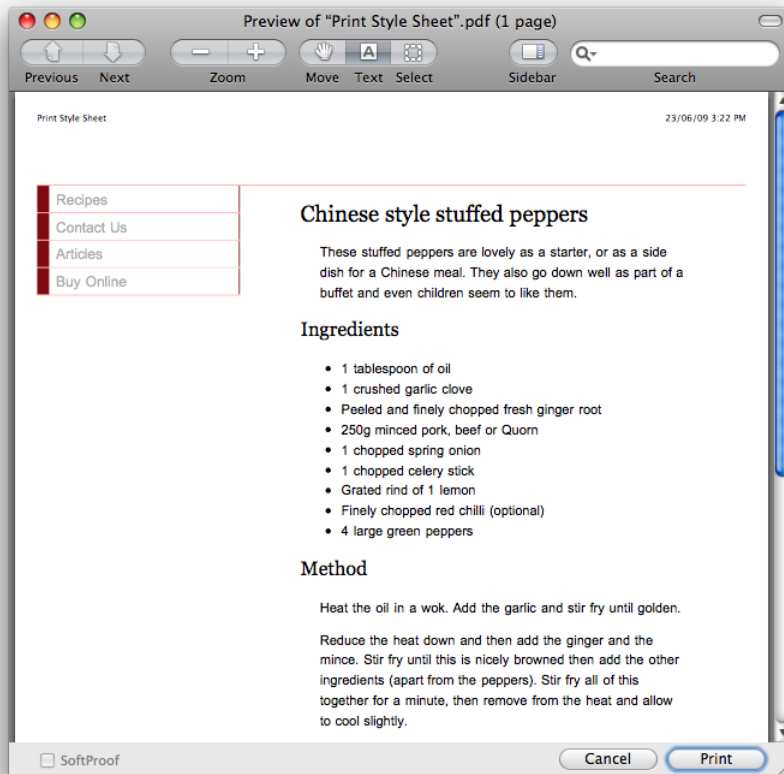 Preview of “Print Style Sheet”.pdf (1 page)
Previous Next Zoom Move Text Select Sidebar Search
Print Style Sheet 23/06/09 3:22 PM
Recipes
Contact Us
Articles
Buy Online
Chinese style stuffed peppers
These stuffed peppers are lovely as a starter, or as a side
dish for a Chinese meal. They also go down well as part of a
buffet and even children seem to like them.
Ingredients
• 1 tablespoon of oil
• 1 crushed garlic clove
• Peeled and finely chopped fresh ginger root
• 250g minced pork, beef or Quorn
• 1 chopped spring onion
• 1 chopped celery stick
• Grated rind of 1 lemon
• Finely chopped red chilli (optional)
• 4 large green peppers
Method
Heat the oil in a wok. Add the garlic and stir fry until golden.
Reduce the heat down and then add the ginger and the
mince. Stir fry until this is nicely browned then add the other
ingredients (apart from the peppers). Stir fry all of this
together for a minute, then remove from the heat and allow
to cool slightly.
SoftProof Cancel Print